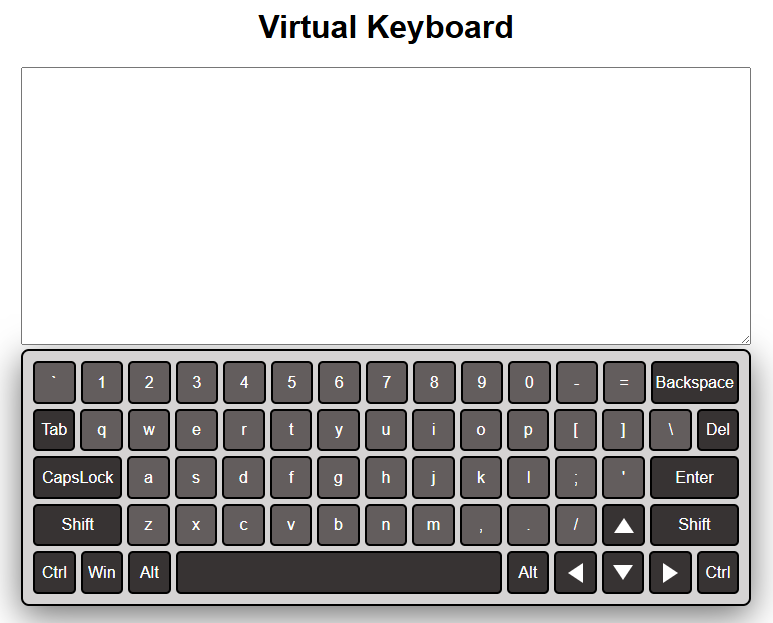 Virtual Keyboard
` 1 2 3 4 5 6 7 8 9 0 - = Backspace
Tab q w e r t y u i o p [ ] \ Del
CapsLock a s d f g h j k l ; ' Enter
Shift z x c v b n m , . / ▲ Shift
Ctrl Win Alt Alt ◀ ▼ ▶ Ctrl